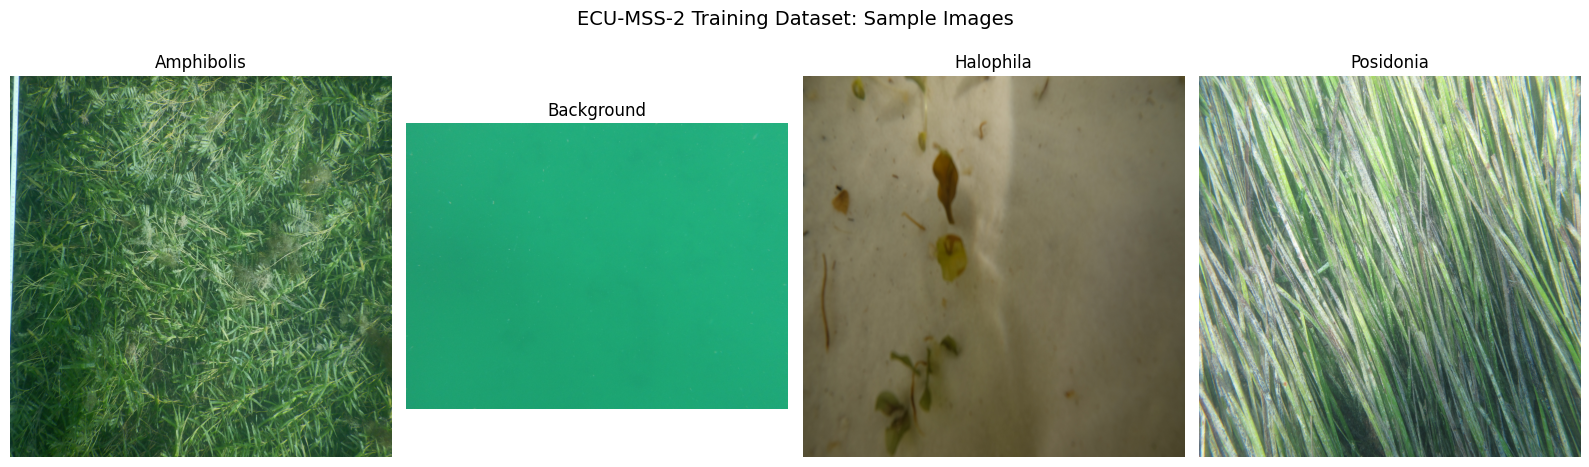 ECU-MSS-2 Training Dataset: Sample Images
Amphibolis
Background
Halophila
Posidonia